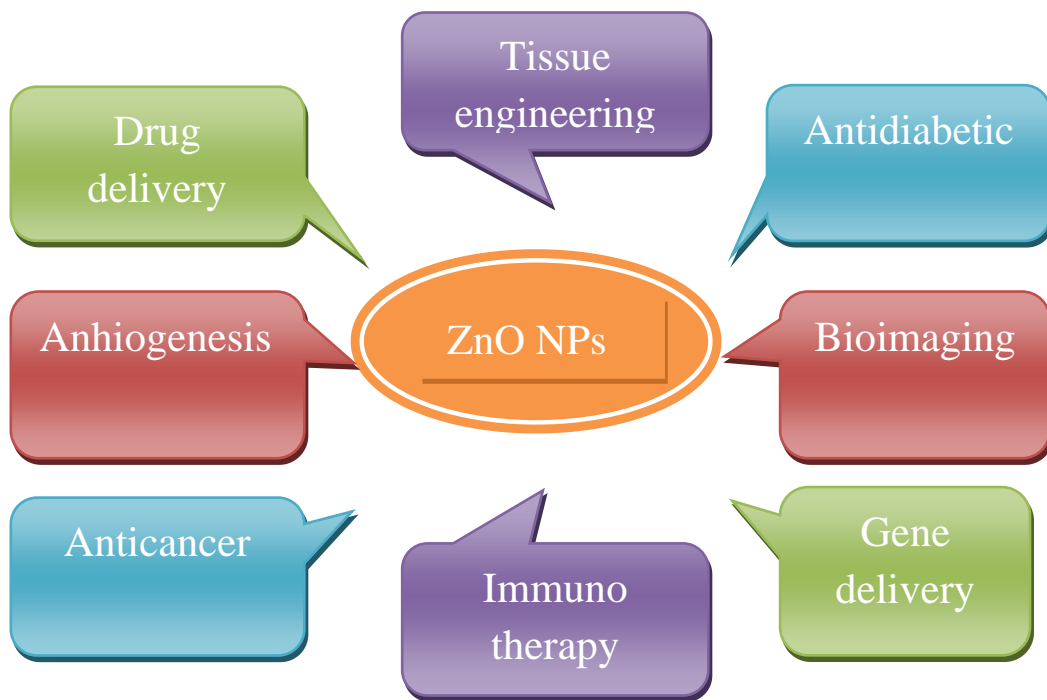 Tissue
engineering
Drug
delivery
Antidiabetic
Anhiogenesis
ZnO NPs
Bioimaging
Anticancer
Immuno
therapy
Gene
delivery